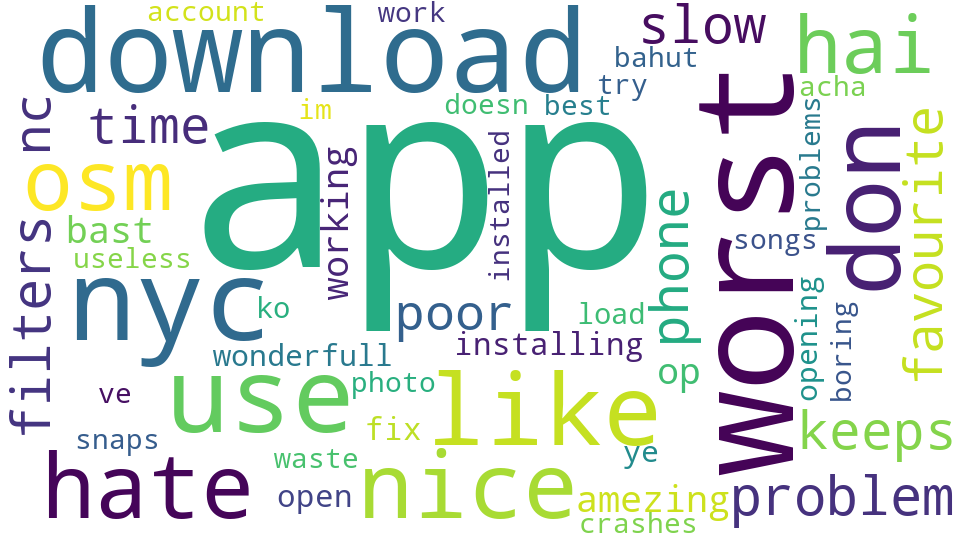 account
work
download
slow
hai
bahut
try
acha
nc
time
im
doesn
best
app
worst
osm
working
installed
problems
don
favourite
bast
useless
filters
nyc
ko
phone
songs
poor
load
installing
opening
boring
wonderfull
op
use
photo
like
ve
fix
keeps
snaps
waste
ye
hate
open
nice
amezing
problem
crashes